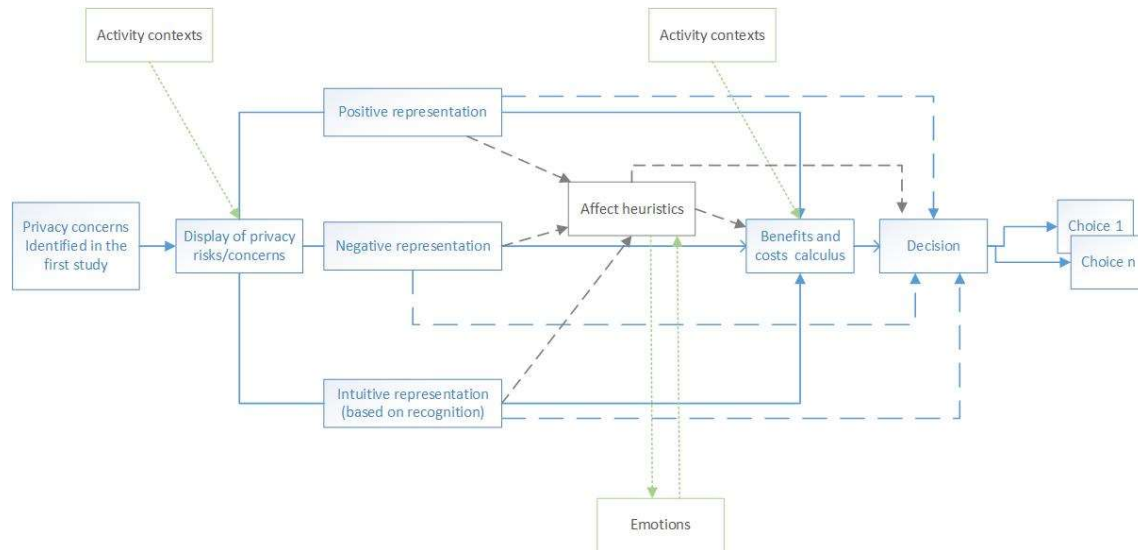 Activity contexts
Activity contexts
Positive representation
Affect heuristics
Privacy concerns
Identified in the
first study
Display of privacy
risks/concerns
Negative representation
Benefits and
costs calculus
Decision
Choice 1
Choice n
Intuitive representation
(based on recognition)
Emotions